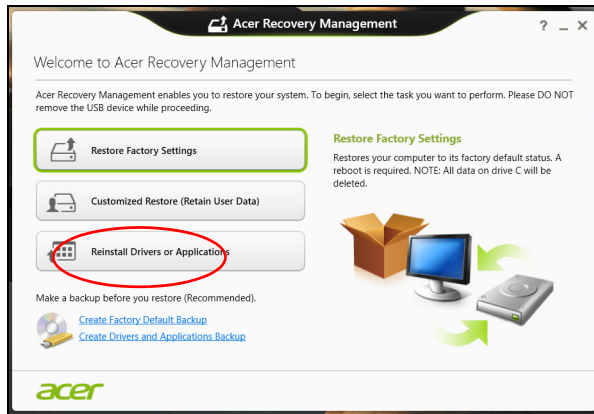 Acer Recovery Management
Welcome to Acer Recovery Management
Acer Recovery Management enables you to restore your system. To begin, select the task you want to perform. Please DO NOT
remove the USB device while proceeding.
Restore Factory Settings
Customized Restore (Retain User Data)
Reinstall Drivers or Applications
Restore Factory Settings
Restores your computer to its factory default status. A
reboot is required. NOTE: All data on drive C will be
deleted.
Make a backup before you restore (Recommended).
Create Factory Default Backup
Create Drivers and Applications Backup
acer